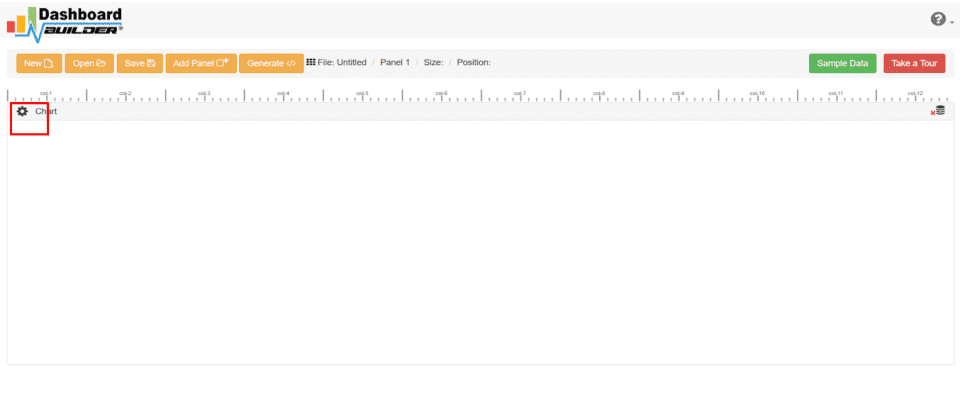 Dashboard
BUILDER®
New Open Save Add Panel Generate </> File: Untitled / Panel 1 / Size: / Position: Sample Data Take a Tour
col-1 col-2 col-3 col-4 col-5 col-6 col-7 col-8 col-9 col-10 col-11 col-12
Chart